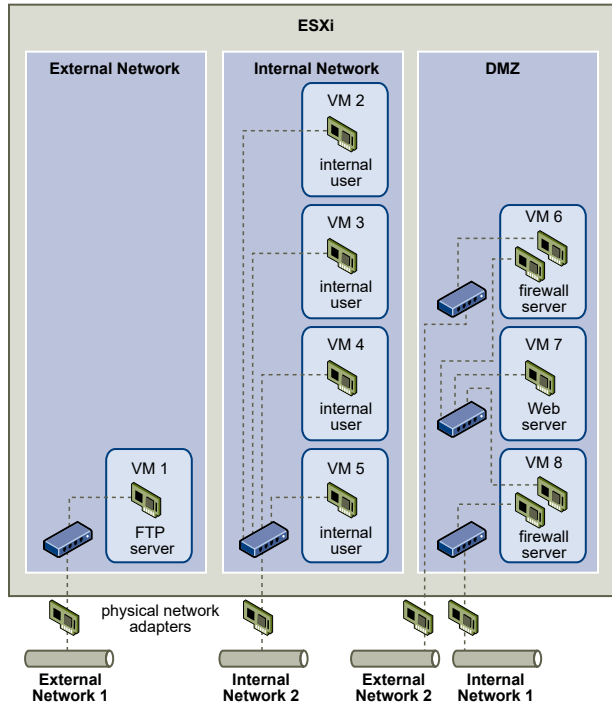 ESXi
External Network
Internal Network
DMZ
VM 2
internal
user
VM 3
internal
user
VM 4
internal
user
VM 5
internal
user
VM 6
firewall
server
VM 7
Web
server
VM 8
firewall
server
VM 1
FTP
server
physical network
adapters
External
Network 1
Internal
Network 2
External
Network 2
Internal
Network 1